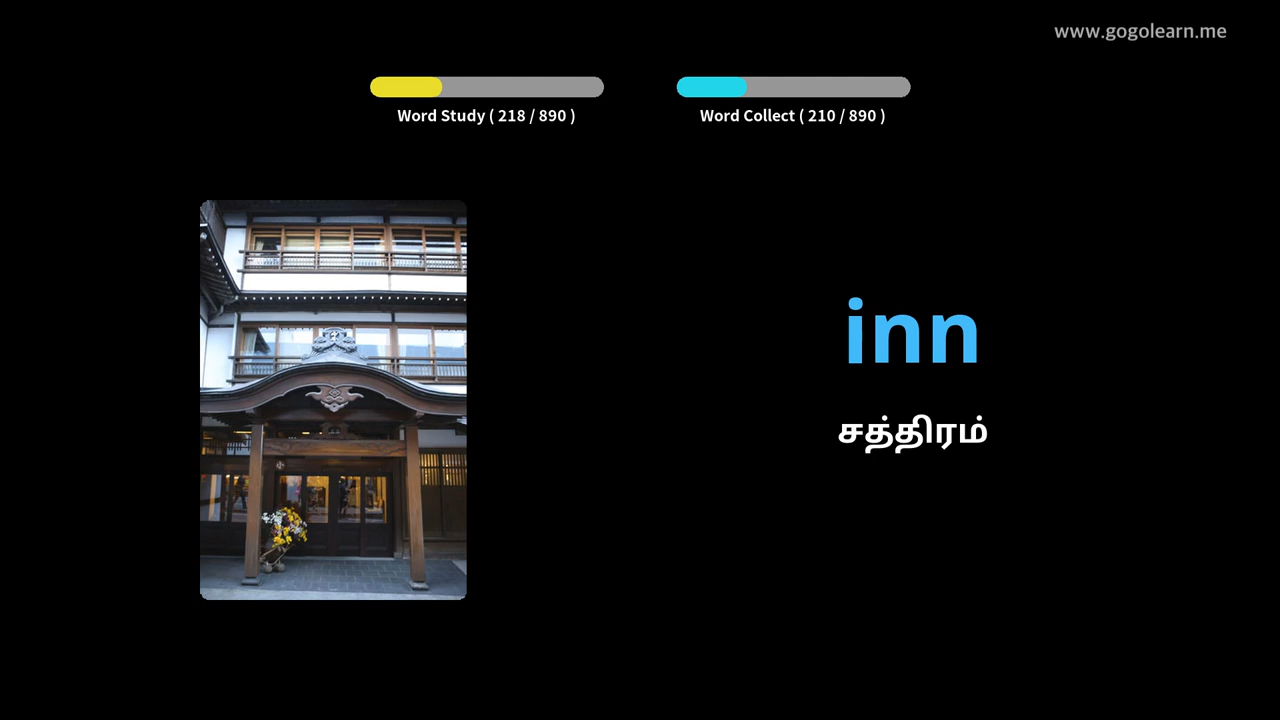 www.gogolearn.me
Word Study ( 218 / 890 )
Word Collect ( 210 / 890 )
inn
சத்திரம்